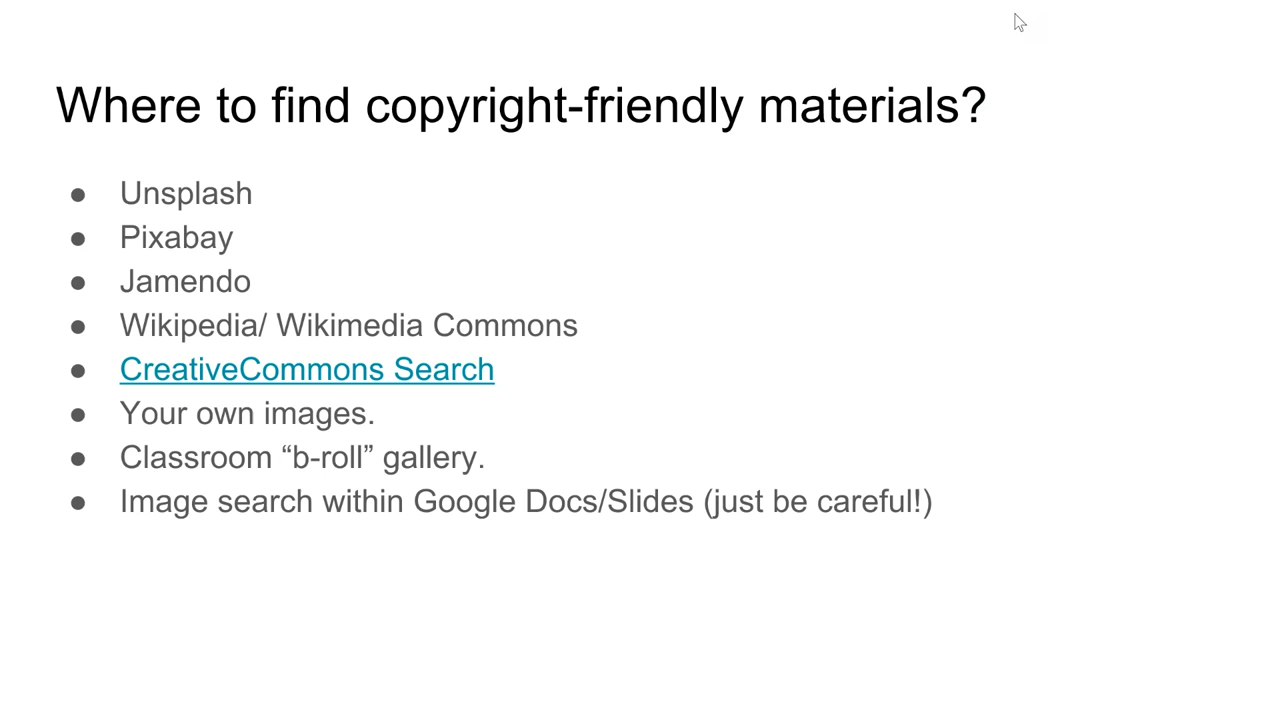 Where to find copyright-friendly materials?
● Unsplash
● Pixabay
● Jamendo
● Wikipedia/ Wikimedia Commons
● CreativeCommons Search
● Your own images.
● Classroom “b-roll” gallery.
● Image search within Google Docs/Slides (just be careful!)